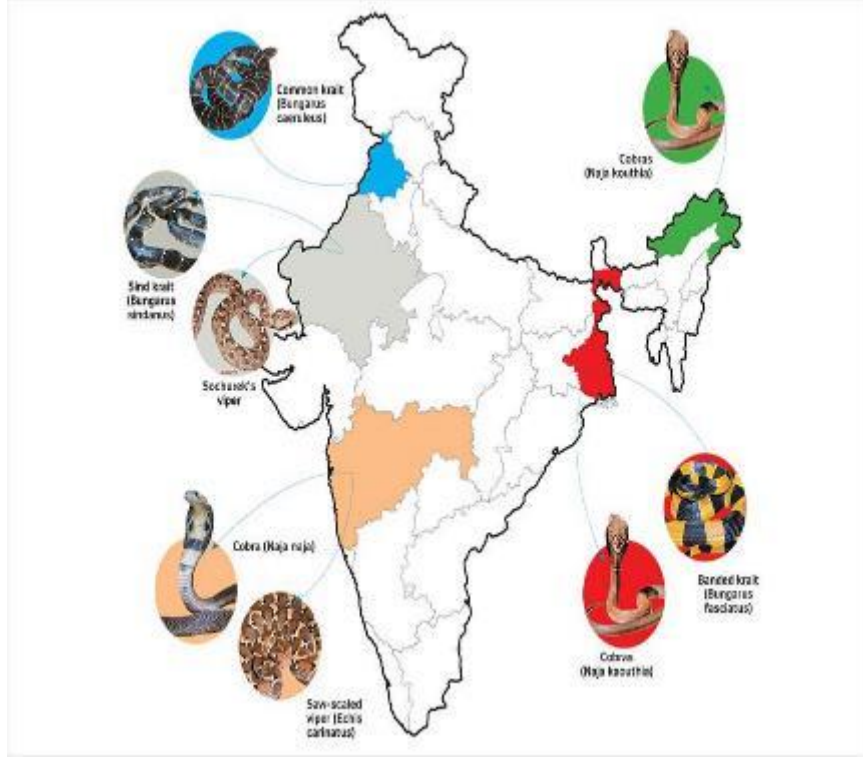 Common krait
(Bungarus
caeruleus)
Cobras
(Naja kouthia)
Sind krait
(Bungarus
sindanus)
Sochurek's
viper
Cobra (Naja naja)
Saw-scaled
viper (Echis
carinatus)
Banded krait
(Bungarus
fasciatus)
Cobras
(Naja kaouthia)